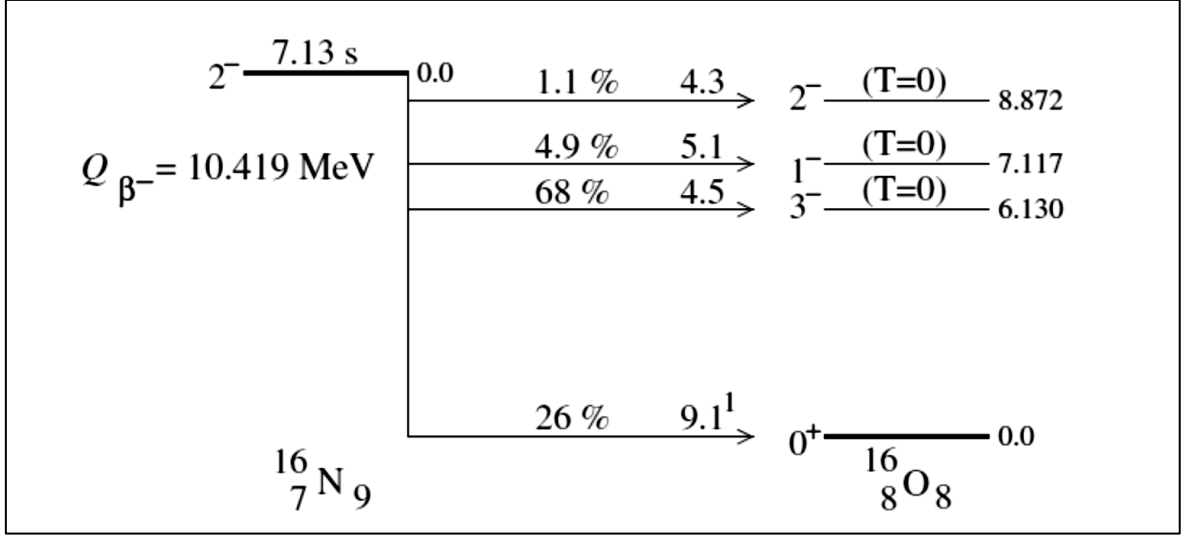 7.13 s
2⁻ 0.0
1.1 % 4.3 2⁻ (T=0) 8.872
4.9 % 5.1 1⁻ (T=0) 7.117
Q β− = 10.419 MeV
68 % 4.5 3⁻ (T=0) 6.130
26 % 9.1¹ 0⁺ 0.0
¹⁶₇N₉ ¹⁶₈O₈